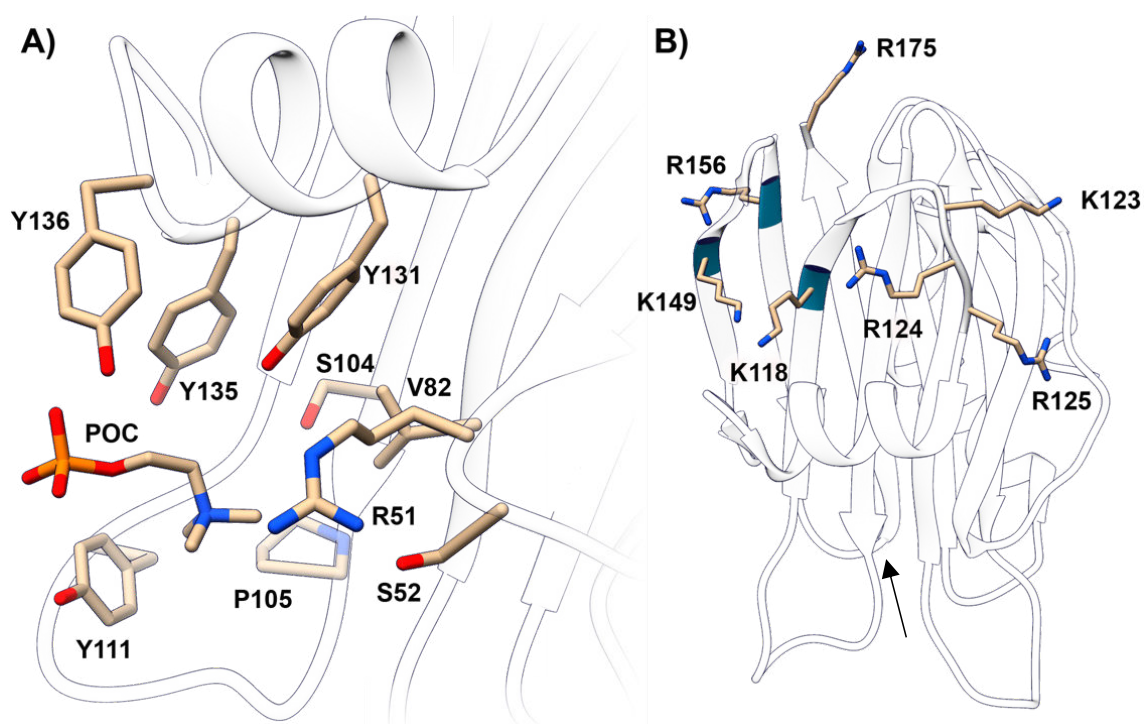 A)
Y136
Y131
Y135
S104
V82
POC
R51
P105
S52
Y111
B)
R175
R156
K123
K149
R124
K118
R125